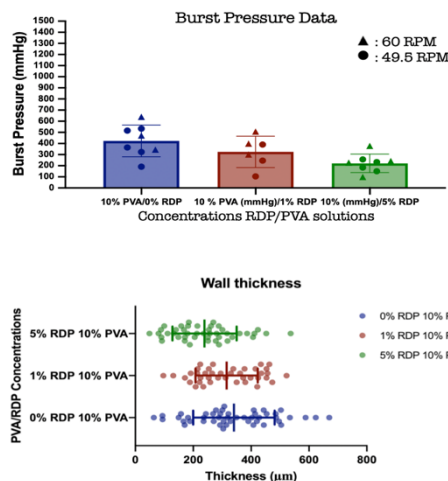 Burst Pressure Data
▲ : 60 RPM
● : 49.5 RPM
Burst Pressure (mmHg)
1500
1400
1300
1200
1100
1000
900
800
700
600
500
400
300
200
100
0
10% PVA/0% RDP 10 % PVA (mmHg)/1% RDP 10% (mmHg)/5% RDP
Concentrations RDP/PVA solutions
Wall thickness
PVA/RDP Concentrations
5% RDP 10% PVA
1% RDP 10% PVA
0% RDP 10% PVA
0% RDP 10% P
1% RDP 10% P
5% RDP 10% P
0 200 400 600 800
Thickness (μm)